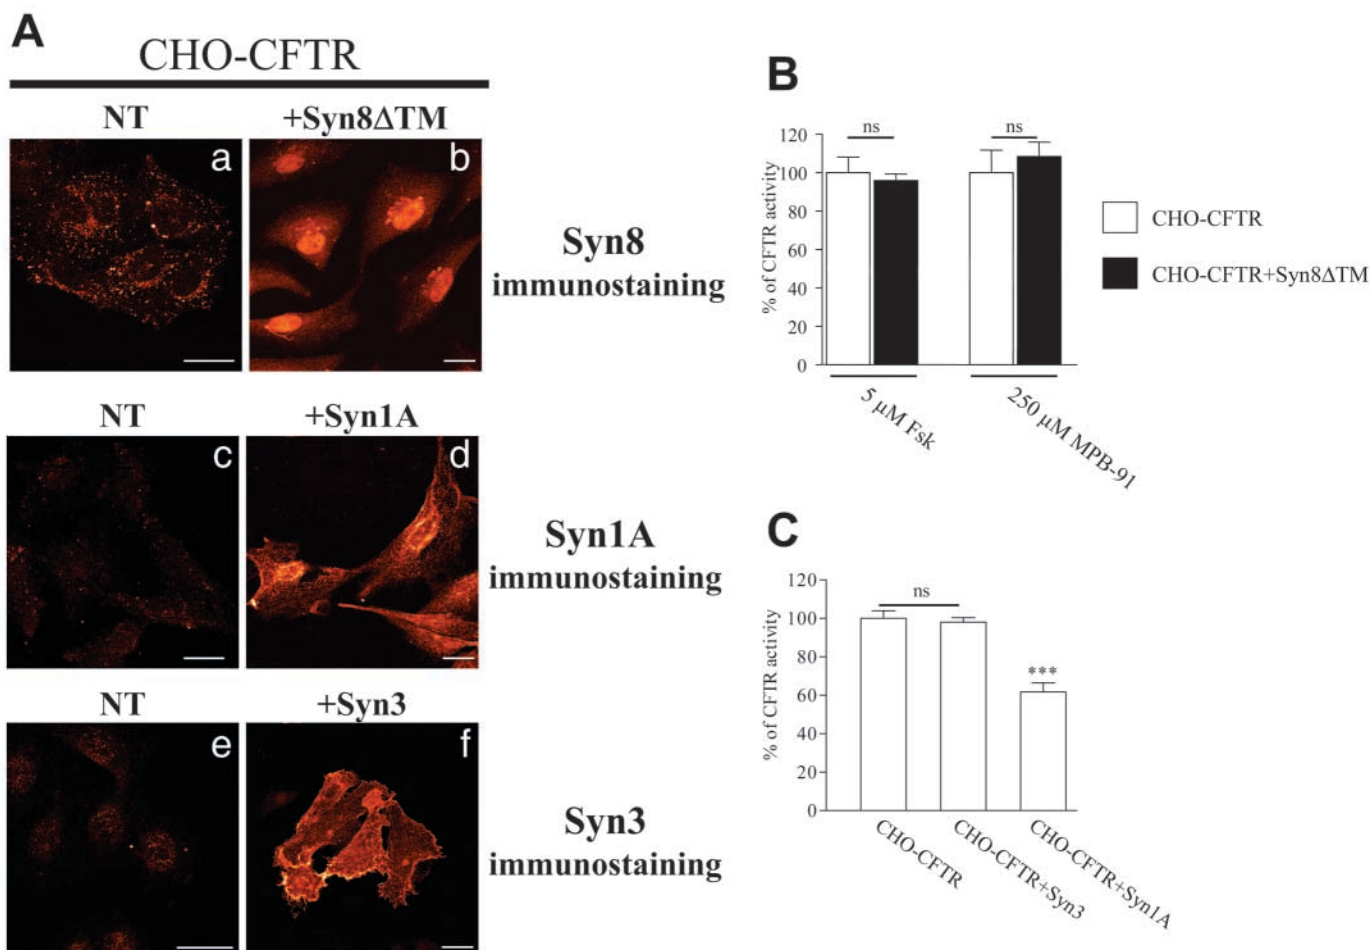 A
CHO-CFTR
NT
+Syn8ΔTM
a
b
Syn8
immunostaining
NT
+Syn1A
c
d
Syn1A
immunostaining
NT
+Syn3
e
f
Syn3
immunostaining
B
% of CFTR activity
120
100
80
60
40
20
0
ns
ns
5 µM Fsk
250 µM MPB-91
CHO-CFTR
CHO-CFTR+Syn8ΔTM
C
% of CFTR activity
120
100
80
60
40
20
0
ns
***
CHO-CFTR
CHO-CFTR+Syn3
CHO-CFTR+Syn1A